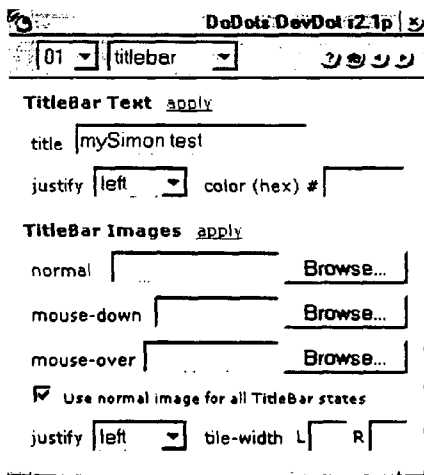 DoDots DevDot r2.1p x
01 titlebar ?
TitleBar Text apply
title mySimon test
justify left color (hex) #
TitleBar Images apply
normal Browse...
mouse-down Browse...
mouse-over Browse...
Use normal image for all TitleBar states
justify left tile-width L R